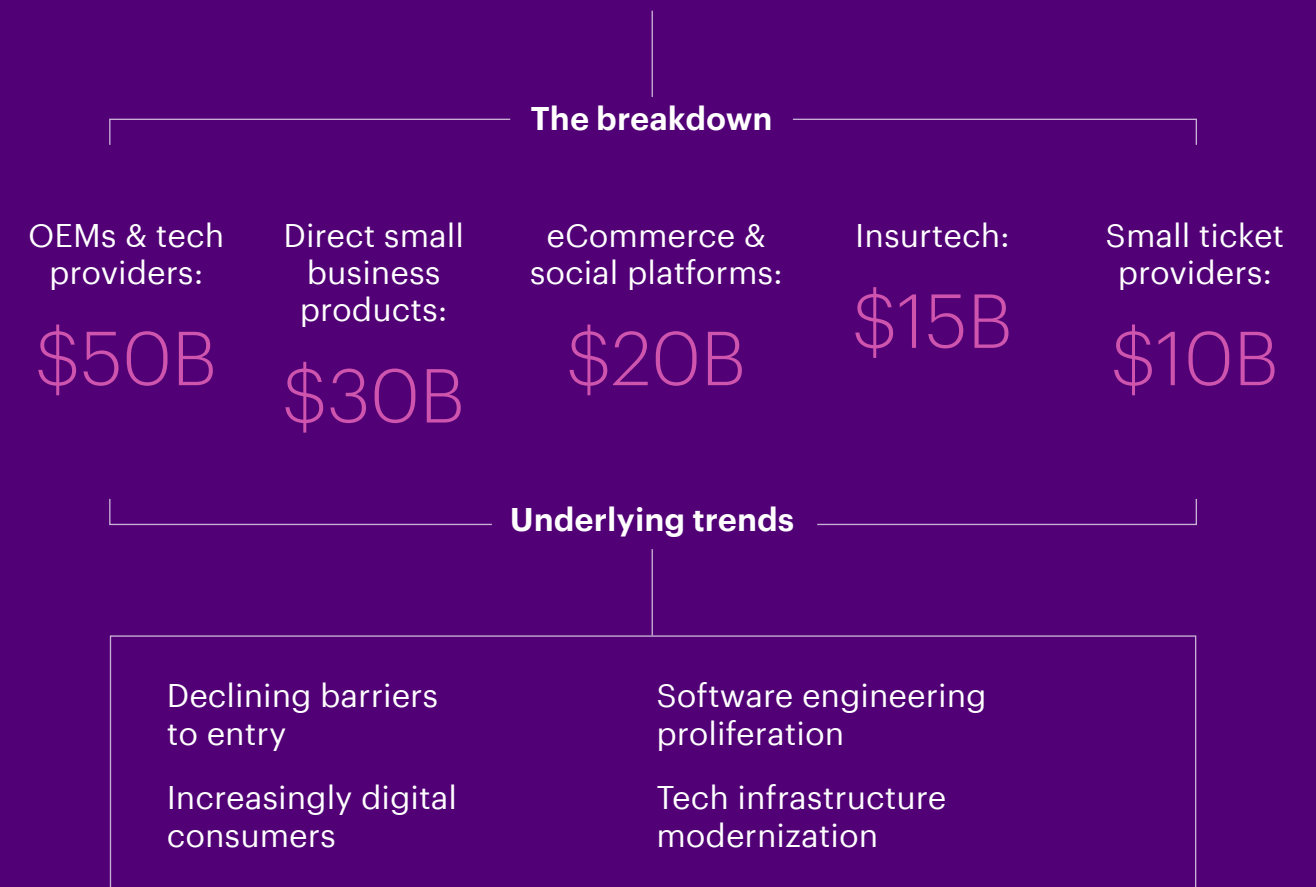 The breakdown
OEMs & tech
providers:
$50B
Direct small
business
products:
$30B
eCommerce &
social platforms:
$20B
Insurtech:
$15B
Small ticket
providers:
$10B
Underlying trends
Declining barriers
to entry
Increasingly digital
consumers
Software engineering
proliferation
Tech infrastructure
modernization